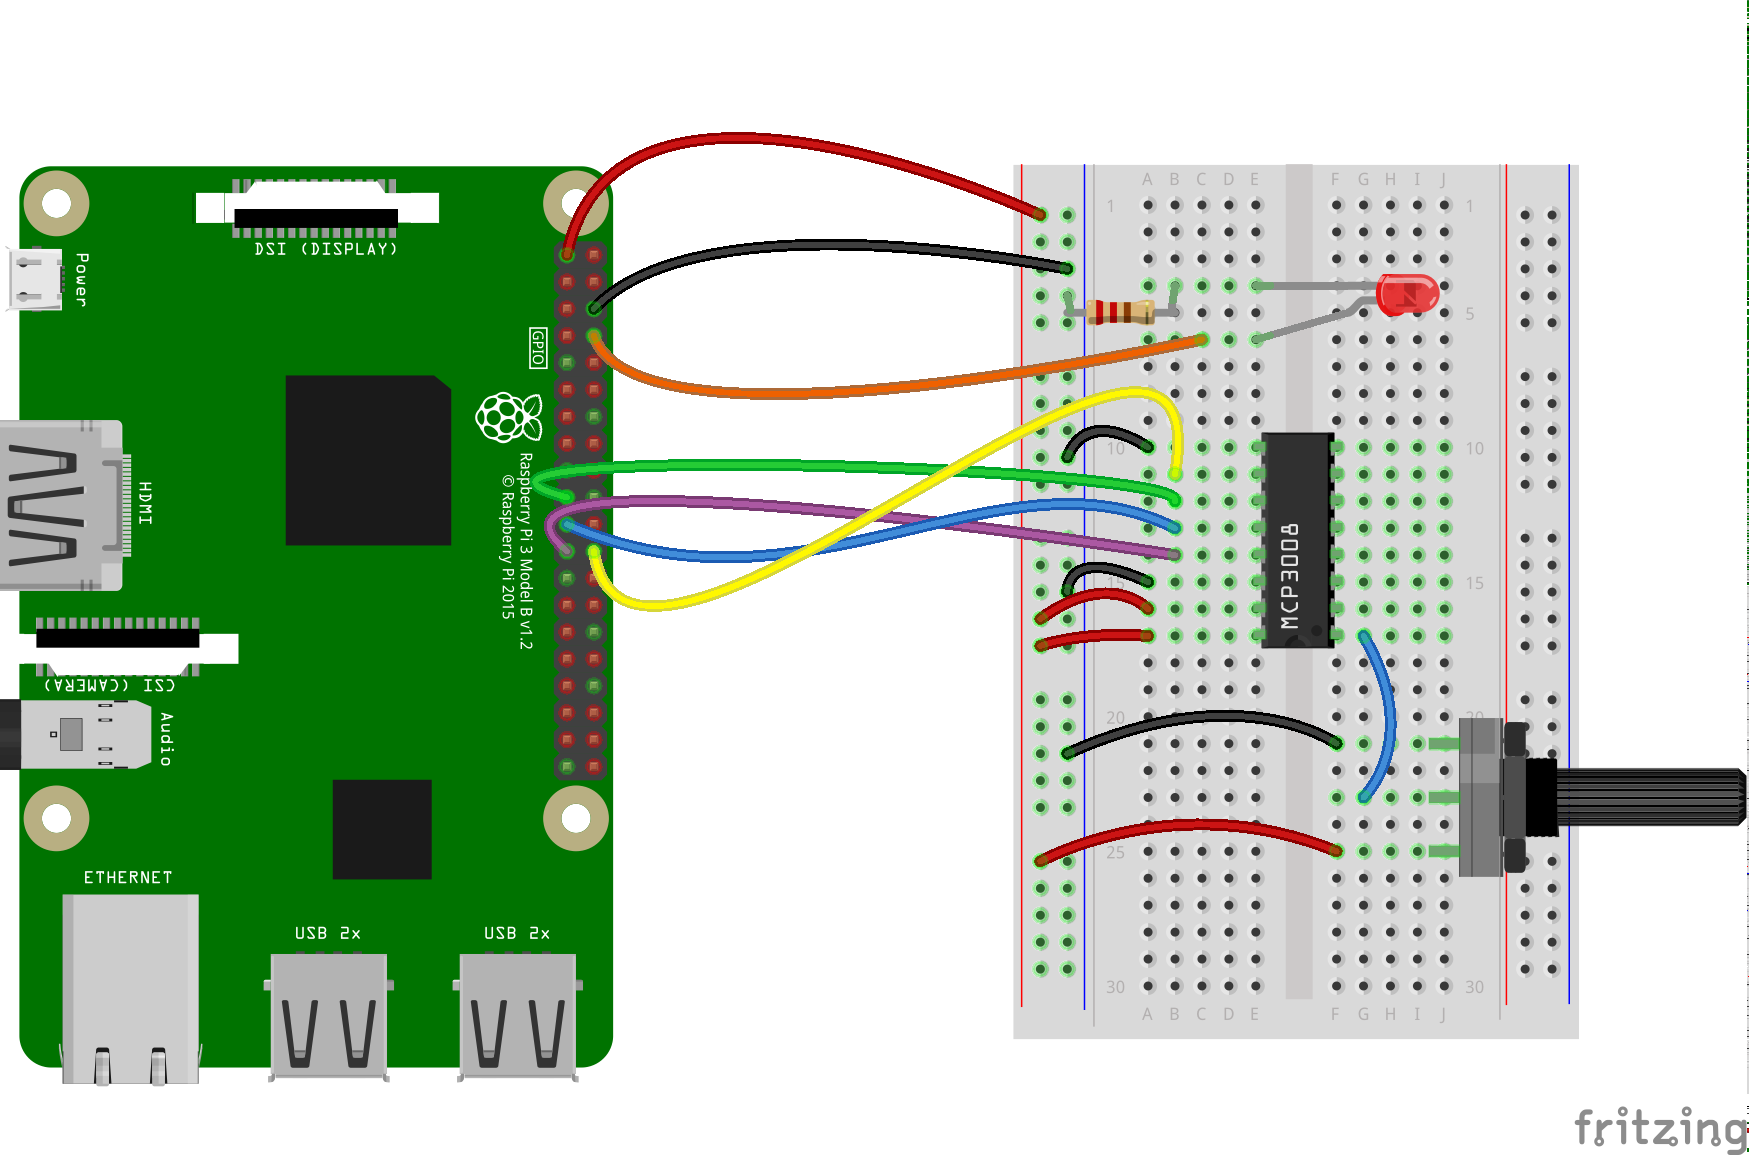 DSI (DISPLAY)
Power
GPIO
HDMI
Raspberry Pi 3 Model B v1.2
© Raspberry Pi 2015
CSI (CAMERA)
Audio
ETHERNET
USB 2x
USB 2x
A B C D E F G H I J
1 1
5
10 10
15 15
20 20
25 25
30 30
A B C D E F G H I J
MCP3008
fritzing